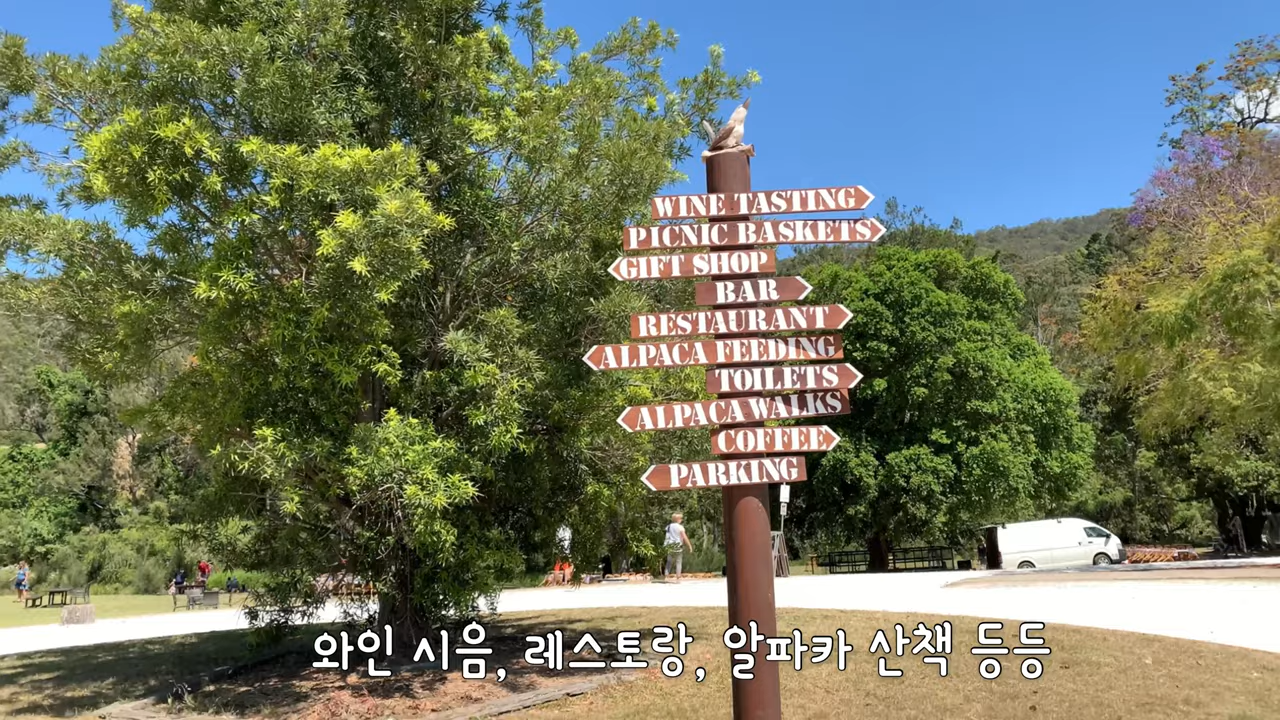 WINE TASTING
PICNIC BASKETS
GIFT SHOP
BAR
RESTAURANT
ALPACA FEEDING
TOILETS
ALPACA WALKS
COFFEE
PARKING
와인 시음, 레스토랑, 알파카 산책 등등